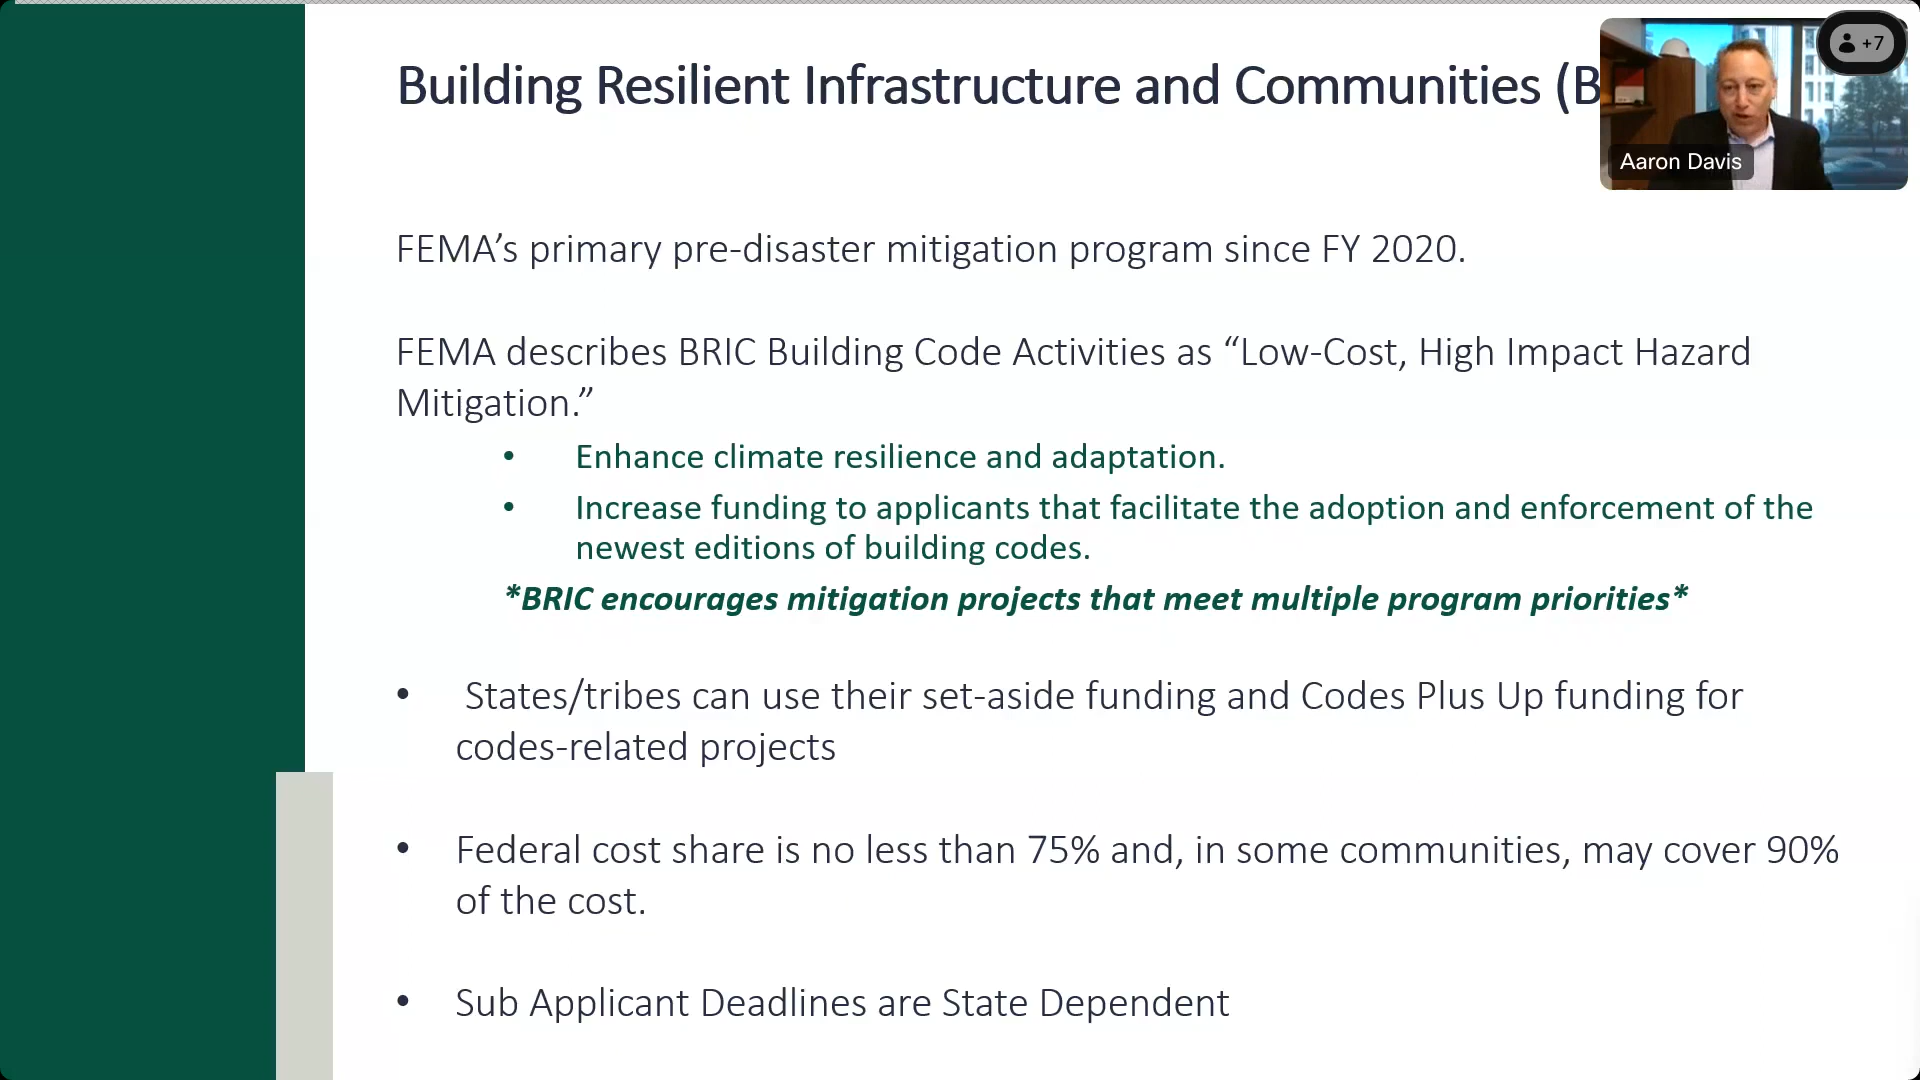 Building Resilient Infrastructure and Communities (B
+7
Aaron Davis
FEMA’s primary pre-disaster mitigation program since FY 2020.
FEMA describes BRIC Building Code Activities as “Low-Cost, High Impact Hazard
Mitigation.”
• Enhance climate resilience and adaptation.
• Increase funding to applicants that facilitate the adoption and enforcement of the
newest editions of building codes.
*BRIC encourages mitigation projects that meet multiple program priorities*
• States/tribes can use their set-aside funding and Codes Plus Up funding for
codes-related projects
• Federal cost share is no less than 75% and, in some communities, may cover 90%
of the cost.
• Sub Applicant Deadlines are State Dependent